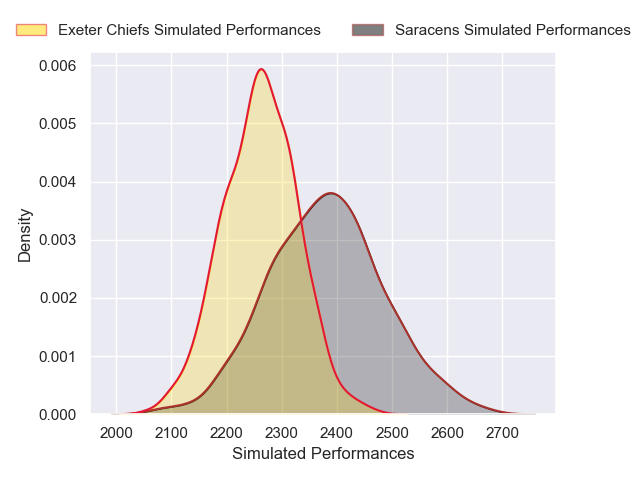 Exeter Chiefs Simulated Performances Saracens Simulated Performances
0.006
0.005
0.004
0.003
0.002
0.001
0.000
Density
2000 2100 2200 2300 2400 2500 2600 2700
Simulated Performances